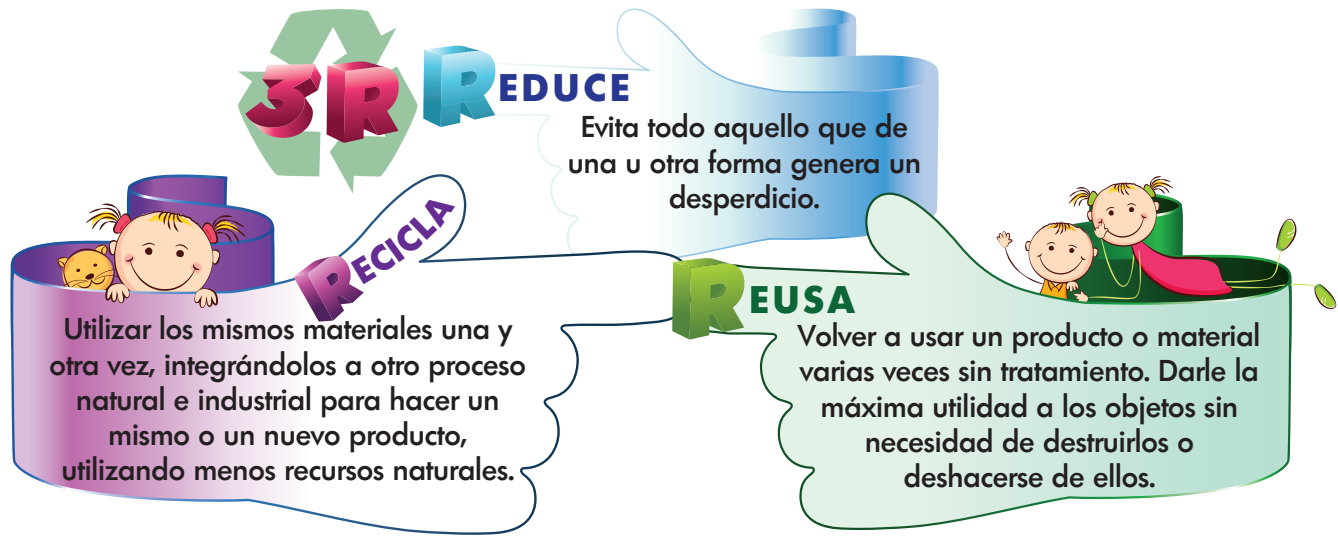 3R
REDUCE
Evita todo aquello que de
una u otra forma genera un
desperdicio.
RECICLA
Utilizar los mismos materiales una y
otra vez, integrándolos a otro proceso
natural e industrial para hacer un
mismo o un nuevo producto,
utilizando menos recursos naturales.
REUSA
Volver a usar un producto o material
varias veces sin tratamiento. Darle la
máxima utilidad a los objetos sin
necesidad de destruirlos o
deshacerse de ellos.